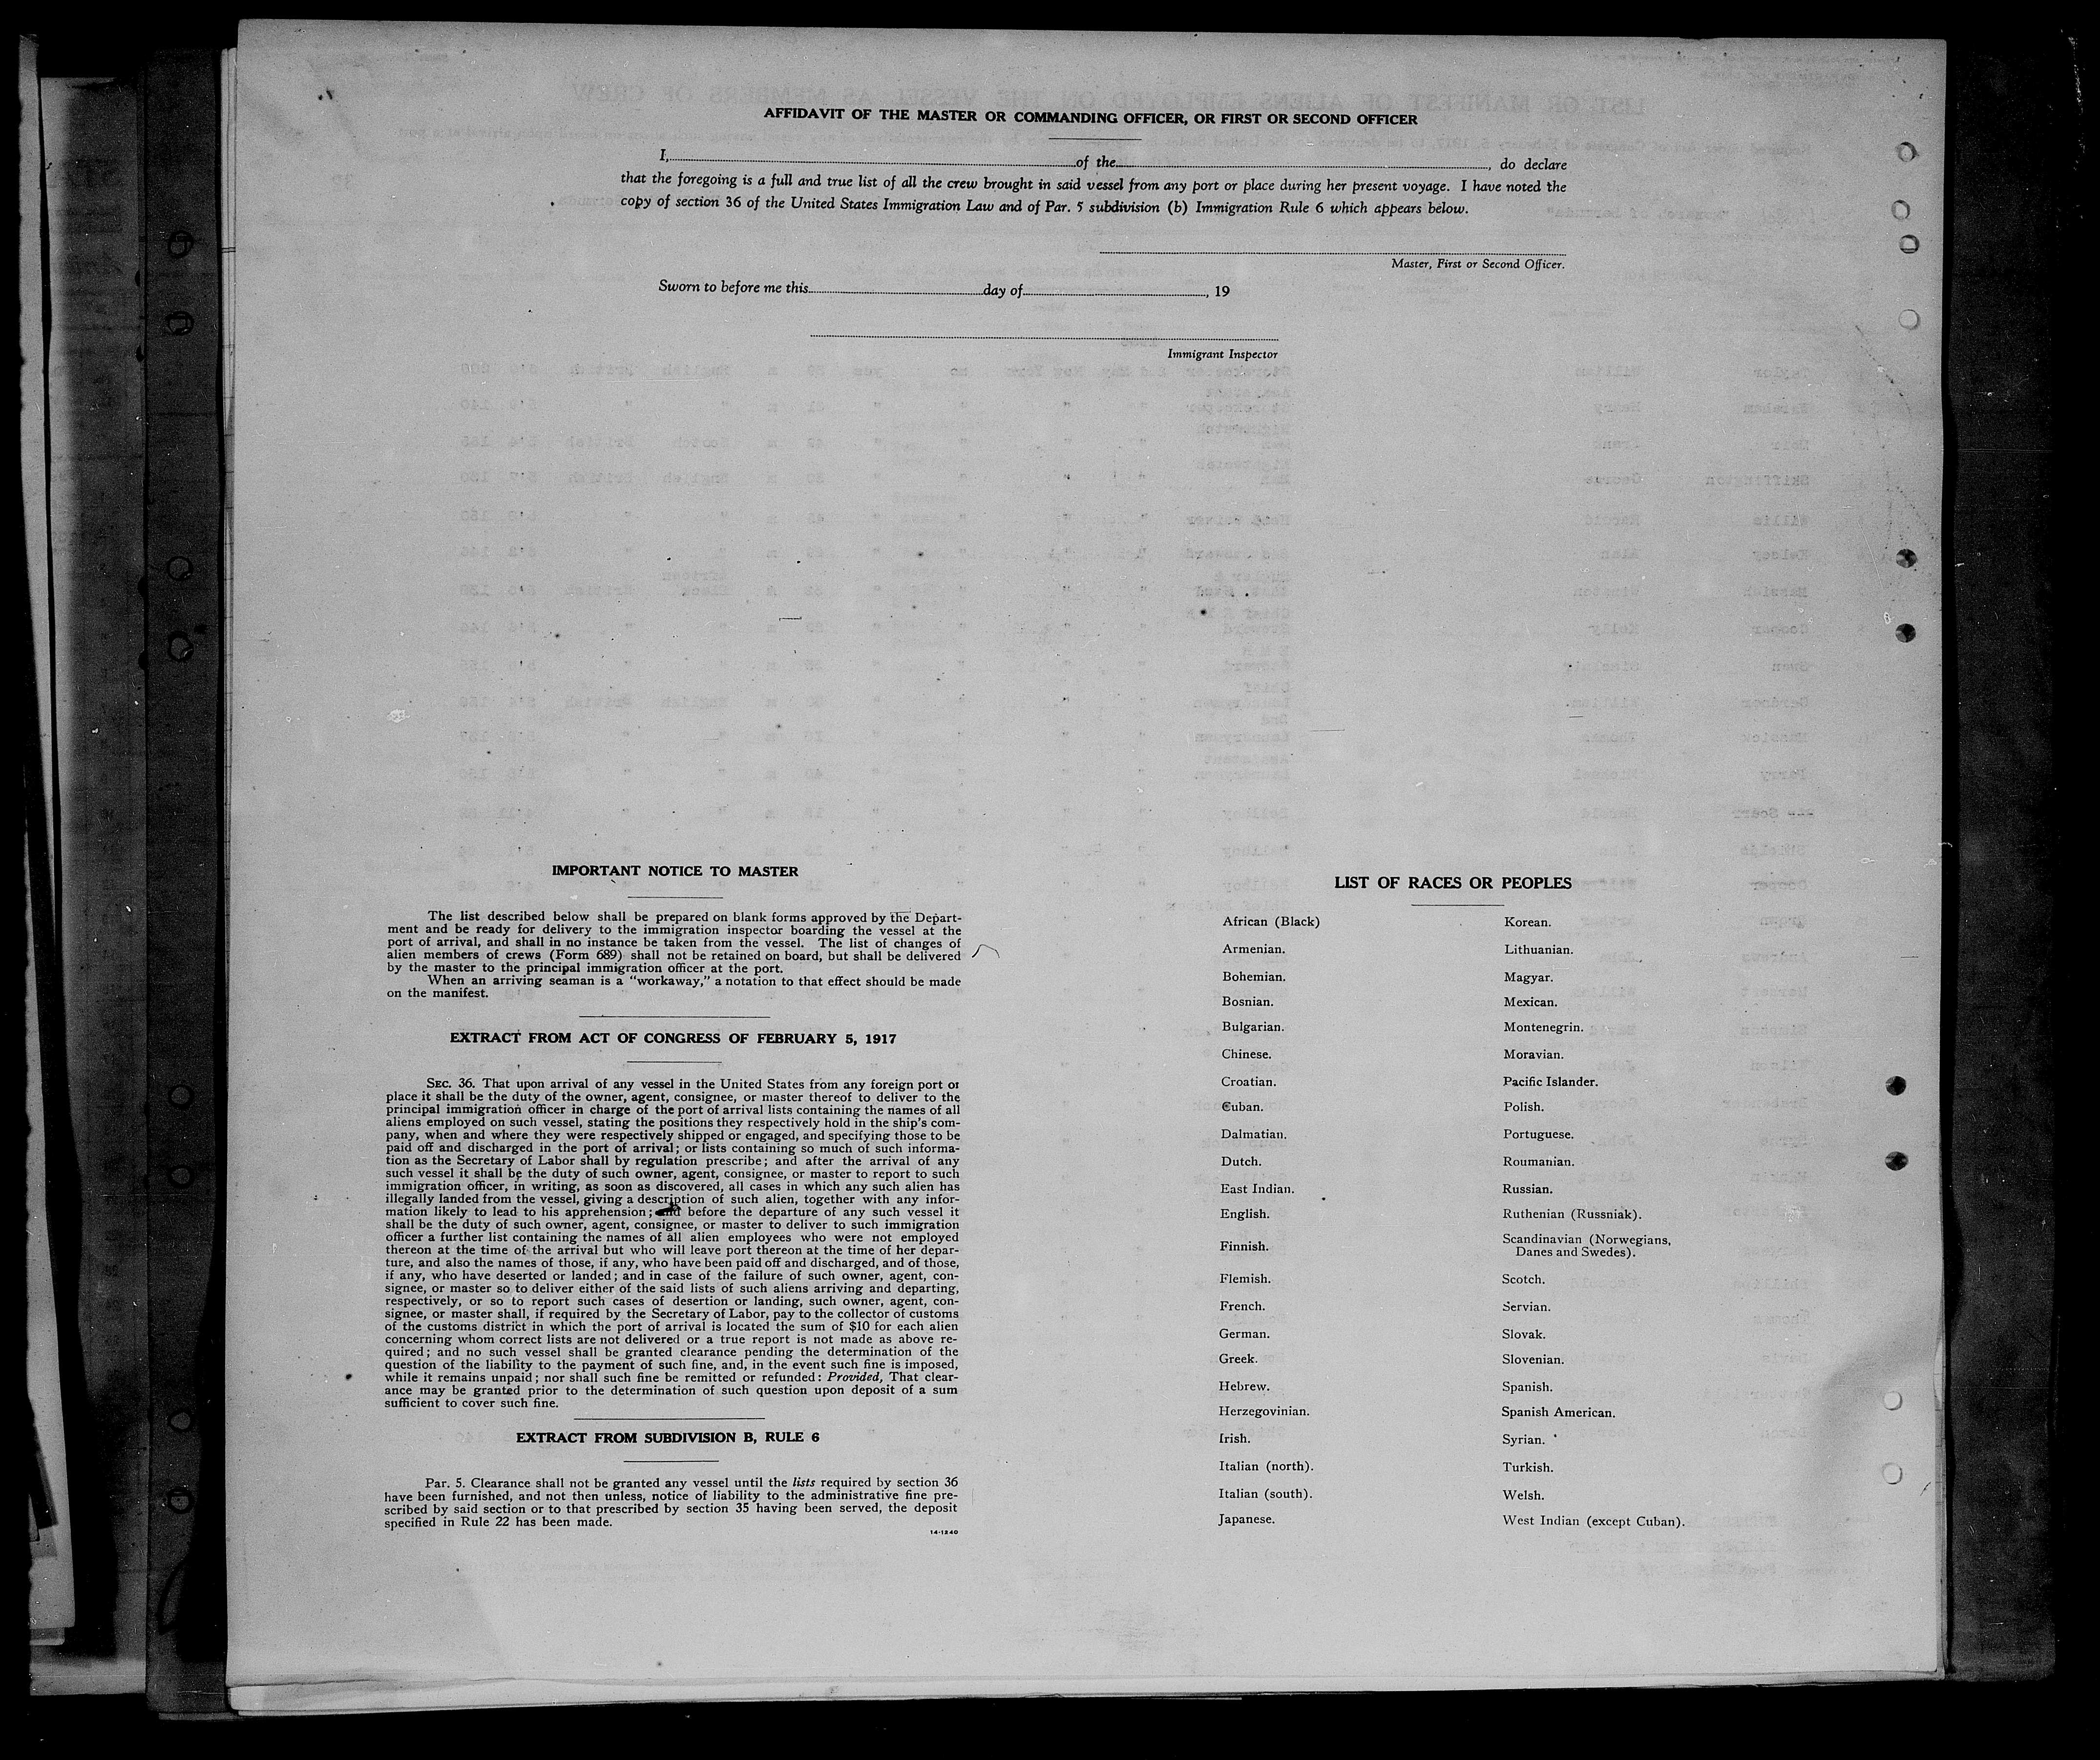 AFFIDAVIT OF THE MASTER OR COMMANDING OFFICER, OR FIRST OR SECOND OFFICER
I, of the , do declare
that the foregoing is a full and true list of all the crew brought in said vessel from any port or place during her present voyage. I have noted the
copy of section 36 of the United States Immigration Law and of Par. 5 subdivision (b) Immigration Rule 6 which appears below.
Master, First or Second Officer.
Sworn to before me this day of , 19
Immigrant Inspector
IMPORTANT NOTICE TO MASTER
The list described below shall be prepared on blank forms approved by the Depart-
ment and be ready for delivery to the immigration inspector boarding the vessel at the
port of arrival, and shall in no instance be taken from the vessel. The list of changes of
alien members of crews (Form 689) shall not be retained on board, but shall be delivered
by the master to the principal immigration officer at the port.
When an arriving seaman is a "workaway," a notation to that effect should be made
on the manifest.
EXTRACT FROM ACT OF CONGRESS OF FEBRUARY 5, 1917
SEC. 36. That upon arrival of any vessel in the United States from any foreign port or
place it shall be the duty of the owner, agent, consignee, or master thereof to deliver to the
principal immigration officer in charge of the port of arrival lists containing the names of all
aliens employed on such vessel, stating the positions they respectively hold in the ship's com-
pany, when and where they were respectively shipped or engaged, and specifying those to be
paid off and discharged in the port of arrival; or lists containing so much of such informa-
tion as the Secretary of Labor shall by regulation prescribe; and after the arrival of any
such vessel it shall be the duty of such owner, agent, consignee, or master to report to such
immigration officer, in writing, as soon as discovered, all cases in which any such alien has
illegally landed from the vessel, giving a description of such alien, together with any infor-
mation likely to lead to his apprehension; and before the departure of any such vessel it
shall be the duty of such owner, agent, consignee, or master to deliver to such immigration
officer a further list containing the names of all alien employees who were not employed
thereon at the time of the arrival but who will leave port thereon at the time of her depar-
ture, and also the names of those, if any, who have been paid off and discharged, and of those,
if any, who have deserted or landed; and in case of the failure of such owner, agent, con-
signee, or master so to deliver either of the said lists of such aliens arriving and departing,
respectively, or so to report such cases of desertion or landing, such owner, agent, con-
signee, or master shall, if required by the Secretary of Labor, pay to the collector of customs
of the customs district in which the port of arrival is located the sum of $10 for each alien
concerning whom correct lists are not delivered or a true report is not made as above re-
quired; and no such vessel shall be granted clearance pending the determination of the
question of the liability to the payment of such fine, and, in the event such fine is imposed,
while it remains unpaid; nor shall such fine be remitted or refunded: Provided, That clear-
ance may be granted prior to the determination of such question upon deposit of a sum
sufficient to cover such fine.
EXTRACT FROM SUBDIVISION B, RULE 6
Par. 5. Clearance shall not be granted any vessel until the lists required by section 36
have been furnished, and not then unless, notice of liability to the administrative fine pre-
scribed by said section or to that prescribed by section 35 having been served, the deposit
specified in Rule 22 has been made.
14-1240
LIST OF RACES OR PEOPLES
African (Black)
Armenian.
Bohemian.
Bosnian.
Bulgarian.
Chinese.
Croatian.
Cuban.
Dalmatian.
Dutch.
East Indian.
English.
Finnish.
Flemish.
French.
German.
Greek.
Hebrew.
Herzegovinian.
Irish.
Italian (north).
Italian (south).
Japanese.
Korean.
Lithuanian.
Magyar.
Mexican.
Montenegrin.
Moravian.
Pacific Islander.
Polish.
Portuguese.
Roumanian.
Russian.
Ruthenian (Russniak).
Scandinavian (Norwegians,
Danes and Swedes).
Scotch.
Servian.
Slovak.
Slovenian.
Spanish.
Spanish American.
Syrian.
Turkish.
Welsh.
West Indian (except Cuban).